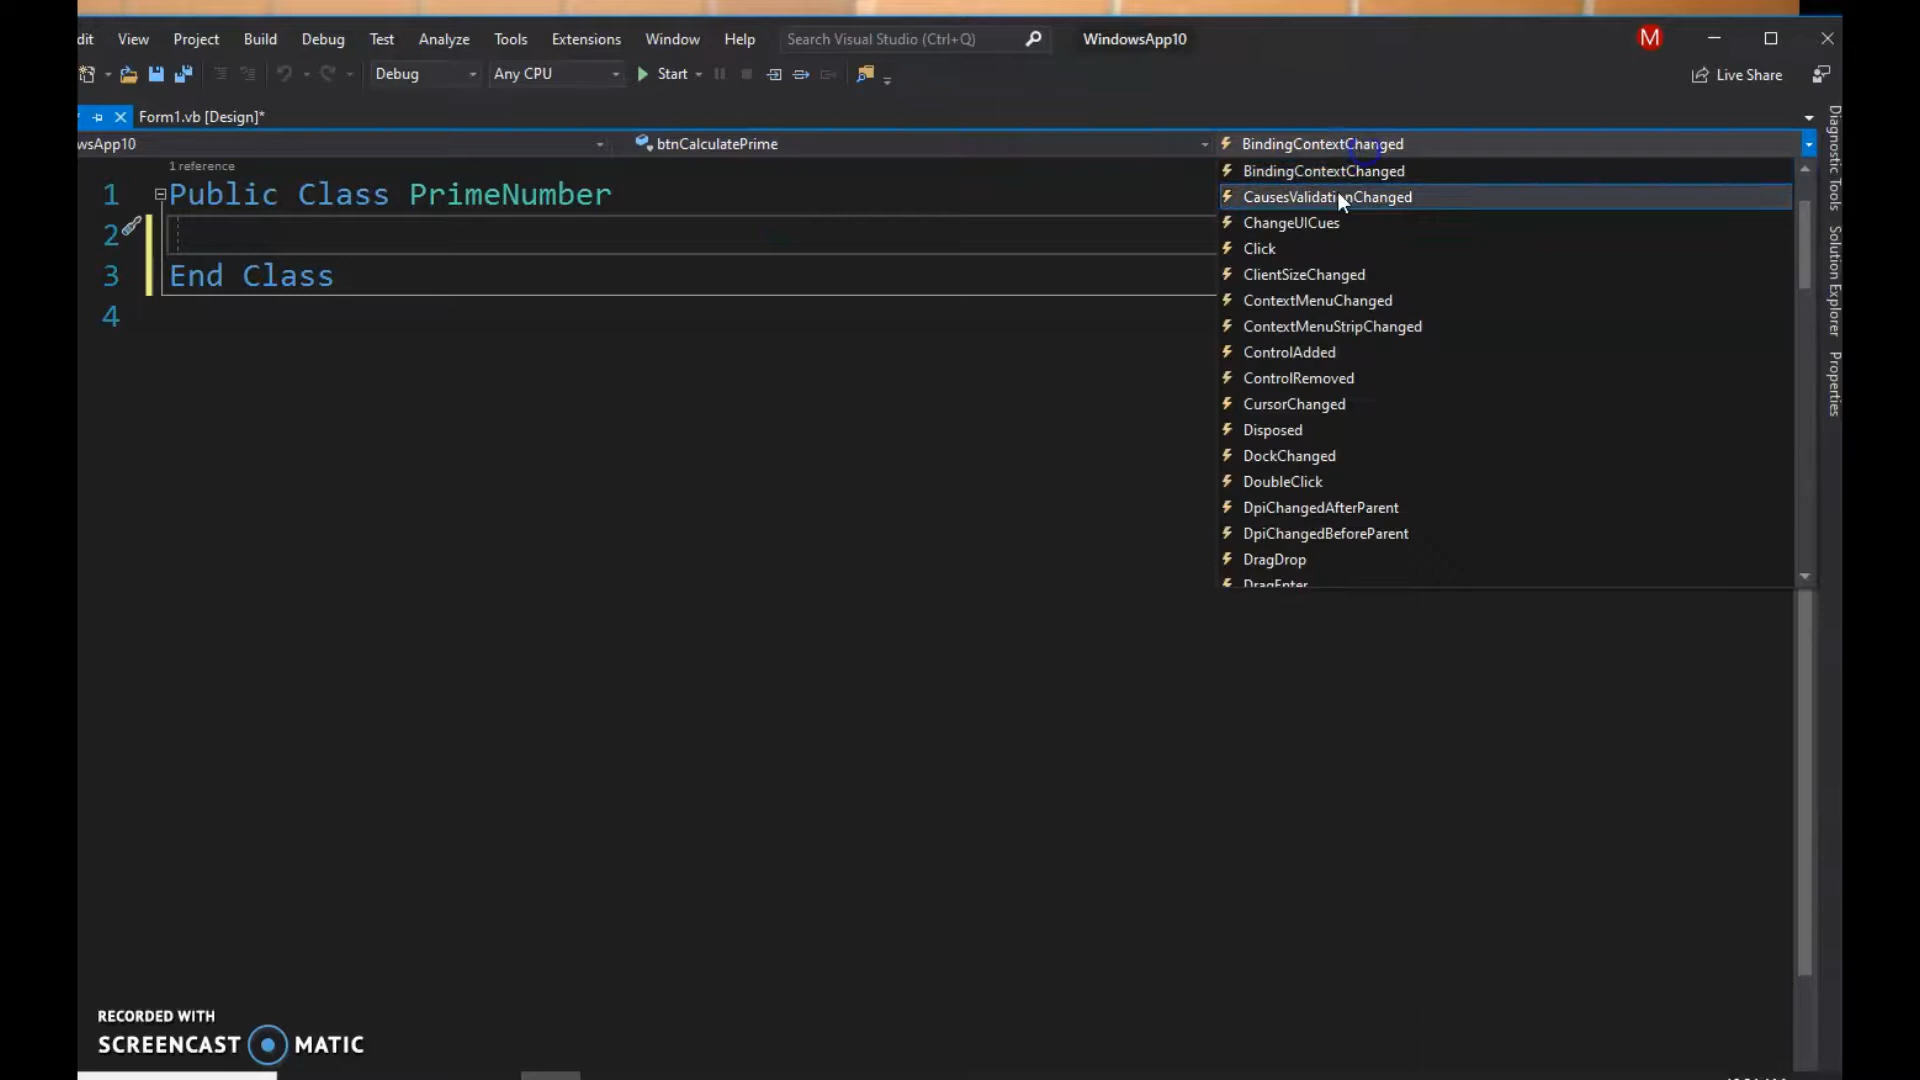 dit View Project Build Debug Test Analyze Tools Extensions Window Help Search Visual Studio (Ctrl+Q) WindowsApp10 M
Debug Any CPU Start Live Share
Form1.vb [Design]*
wsApp10 btnCalculatePrime BindingContextChanged
1 reference
1 Public Class PrimeNumber
2
3 End Class
4
BindingContextChanged
CausesValidationChanged
ChangeUICues
Click
ClientSizeChanged
ContextMenuChanged
ContextMenuStripChanged
ControlAdded
ControlRemoved
CursorChanged
Disposed
DockChanged
DoubleClick
DpiChangedAfterParent
DpiChangedBeforeParent
DragDrop
DragEnter
Diagnostic Tools
Solution Explorer
Properties
RECORDED WITH
SCREENCAST MATIC